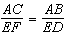 AC/EF = AB/ED